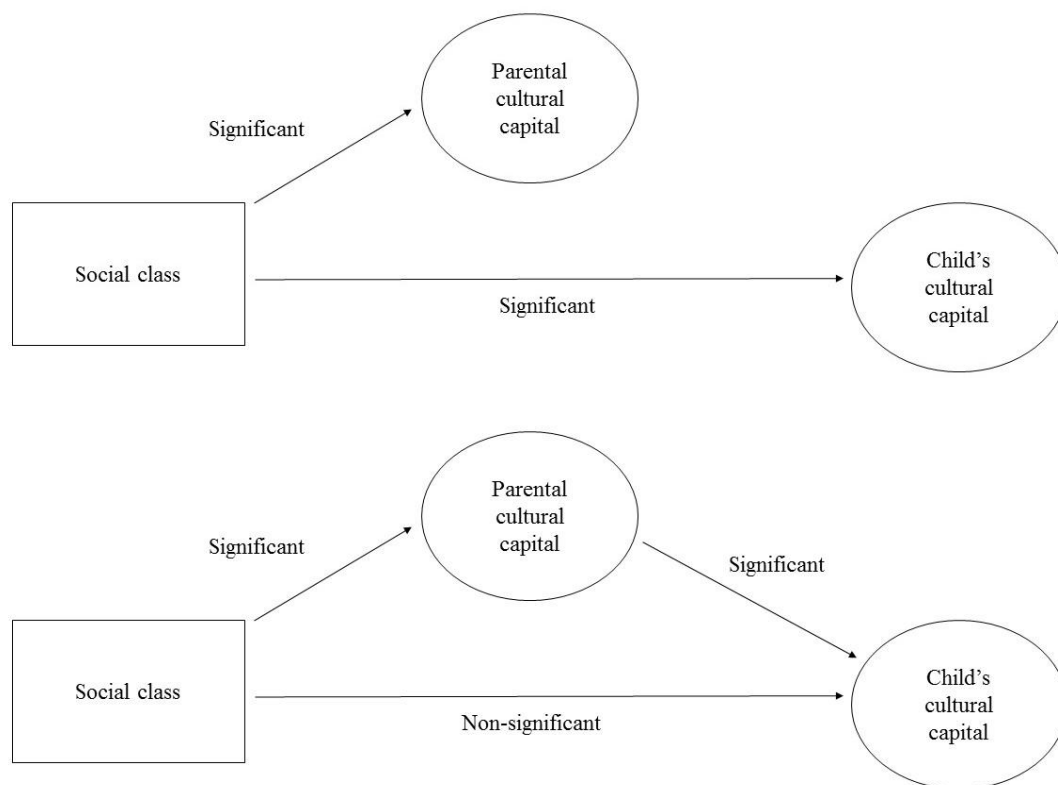 Parental
cultural
capital
Significant
Social class
Significant
Child’s
cultural
capital
Parental
cultural
capital
Significant
Significant
Social class
Non-significant
Child’s
cultural
capital